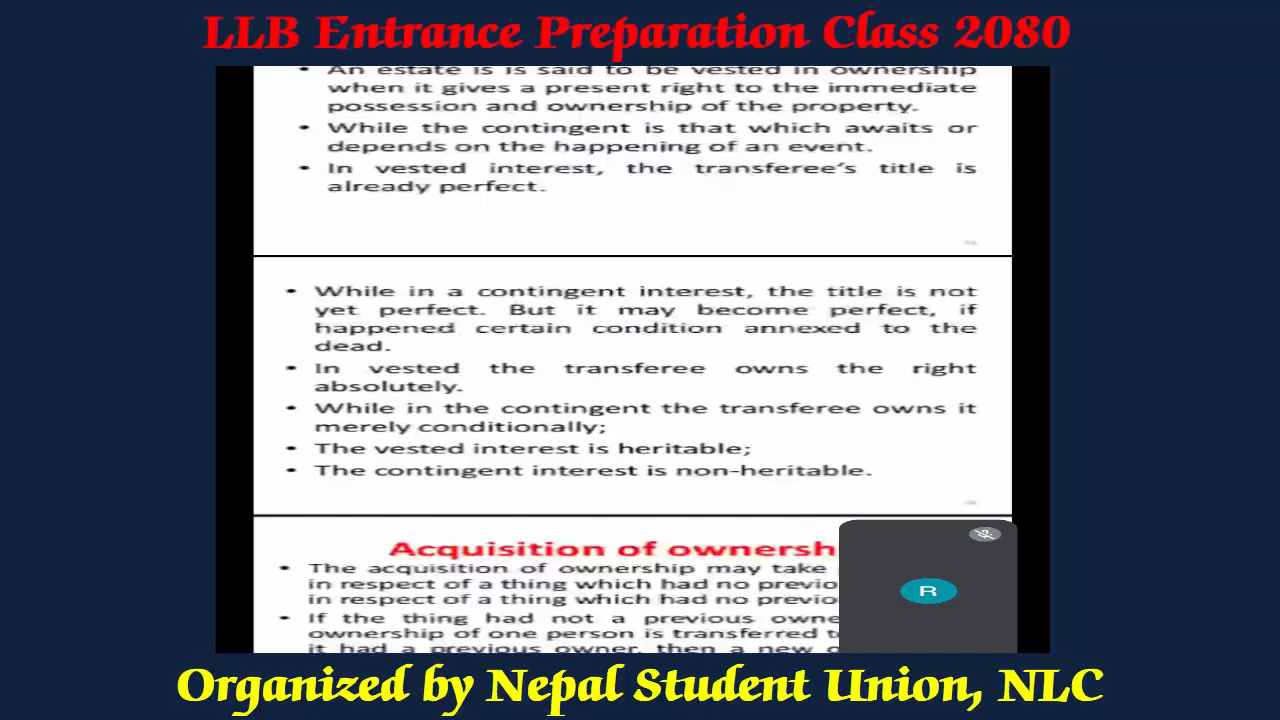 LLB Entrance Preparation Class 2080
• An estate is is said to be vested in ownership
when it gives a present right to the immediate
possession and ownership of the property.
• While the contingent is that which awaits or
depends on the happening of an event.
• In vested interest, the transferee's title is
already perfect.
• While in a contingent interest, the title is not
yet perfect. But it may become perfect, if
happened certain condition annexed to the
dead.
• In vested the transferee owns the right
absolutely.
• While in the contingent the transferee owns it
merely conditionally;
• The vested interest is heritable;
• The contingent interest is non-heritable.
Acquisition of ownersh
• The acquisition of ownership may take
in respect of a thing which had no previo
in respect of a thing which had no previo
• If the thing had not a previous owne
ownership of one person is transferred t
it had a previous owner, then a new o
R
Organized by Nepal Student Union, NLC